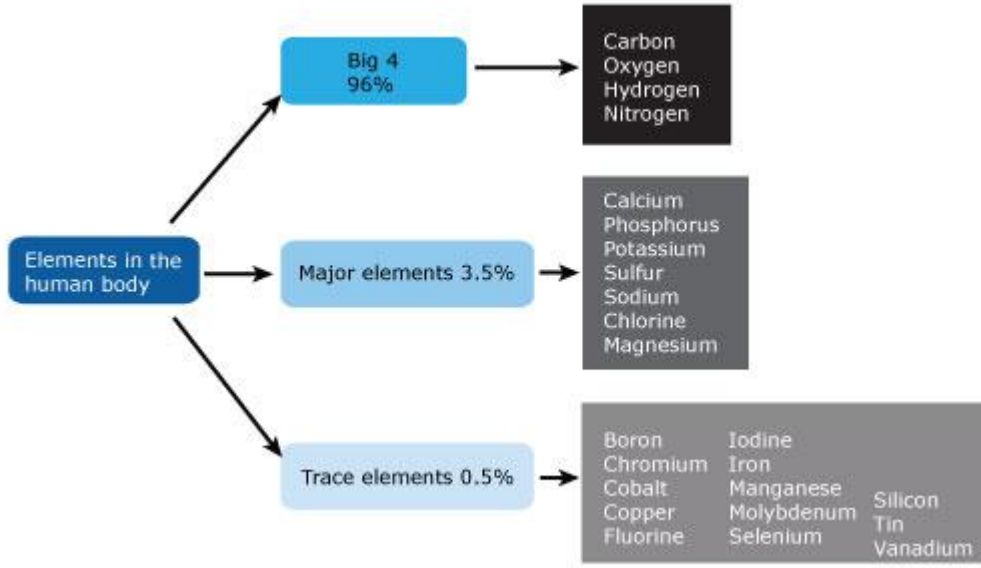 Big 4
96%
Carbon
Oxygen
Hydrogen
Nitrogen
Elements in the
human body
Major elements 3.5%
Calcium
Phosphorus
Potassium
Sulfur
Sodium
Chlorine
Magnesium
Trace elements 0.5%
Boron
Chromium
Cobalt
Copper
Fluorine
Iodine
Iron
Manganese
Molybdenum
Selenium
Silicon
Tin
Vanadium